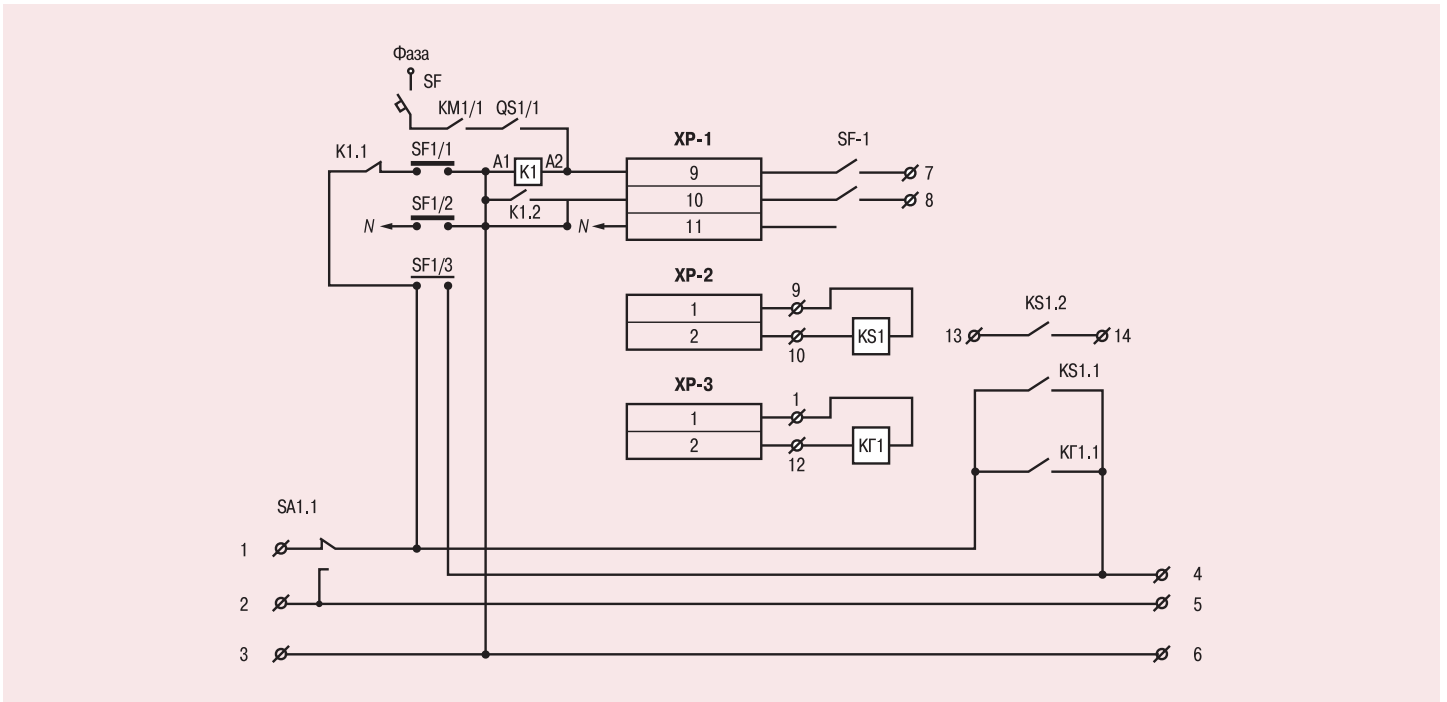 Фаза
SF
KM1/1 QS1/1
XP-1
SF-1
K1.1
SF1/1
A1 K1 A2
9
7
SF1/2
K1.2
10
8
N
N
11
SF1/3
XP-2
9
1
KS1.2
2
KS1
13
14
10
XP-3
KS1.1
1
1
2
КГ1
КГ1.1
12
SA1.1
1
4
2
5
3
6